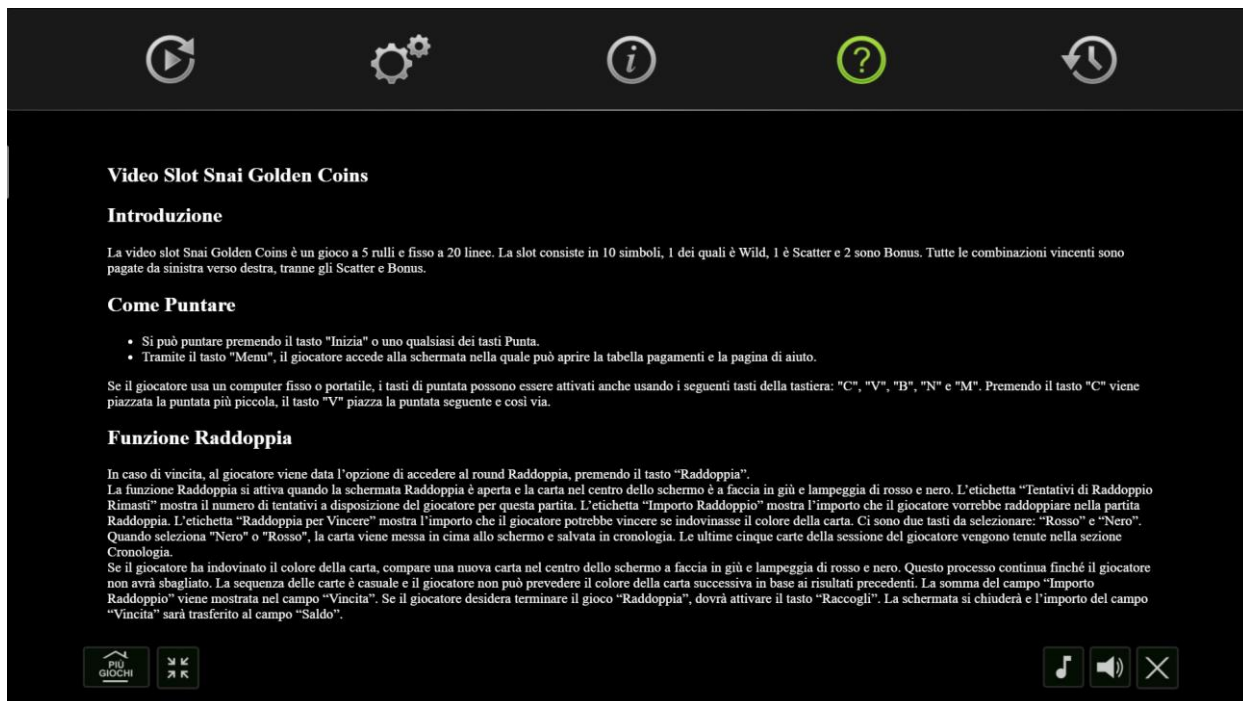 Video Slot Snai Golden Coins
Introduzione
La video slot Snai Golden Coins è un gioco a 5 rulli e fisso a 20 linee. La slot consiste in 10 simboli, 1 dei quali è Wild, 1 è Scatter e 2 sono Bonus. Tutte le combinazioni vincenti sono
pagate da sinistra verso destra, tranne gli Scatter e Bonus.
Come Puntare
• Si può puntare premendo il tasto "Inizia" o uno qualsiasi dei tasti Punta.
• Tramite il tasto "Menu", il giocatore accede alla schermata nella quale può aprire la tabella pagamenti e la pagina di aiuto.
Se il giocatore usa un computer fisso o portatile, i tasti di puntata possono essere attivati anche usando i seguenti tasti della tastiera: "C", "V", "B", "N" e "M". Premendo il tasto "C" viene
piazzata la puntata più piccola, il tasto "V" piazza la puntata seguente e così via.
Funzione Raddoppia
In caso di vincita, al giocatore viene data l’opzione di accedere al round Raddoppia, premendo il tasto “Raddoppia”.
La funzione Raddoppia si attiva quando la schermata Raddoppia è aperta e la carta nel centro dello schermo è a faccia in giù e lampeggia di rosso e nero. L’etichetta “Tentativi di Raddoppio
Rimasti” mostra il numero di tentativi a disposizione del giocatore per questa partita. L’etichetta “Importo Raddoppio” mostra l’importo che il giocatore vorrebbe raddoppiare nella partita
Raddoppia. L’etichetta “Raddoppia per Vincere” mostra l’importo che il giocatore potrebbe vincere se indovinasse il colore della carta. Ci sono due tasti da selezionare: “Rosso” e “Nero”.
Quando seleziona "Nero" o "Rosso", la carta viene messa in cima allo schermo e salvata in cronologia. Le ultime cinque carte della sessione del giocatore vengono tenute nella sezione
Cronologia.
Se il giocatore ha indovinato il colore della carta, compare una nuova carta nel centro dello schermo a faccia in giù e lampeggia di rosso e nero. Questo processo continua finché il giocatore
non avrà sbagliato. La sequenza delle carte è casuale e il giocatore non può prevedere il colore della carta successiva in base ai risultati precedenti. La somma del campo “Importo
Raddoppio” viene mostrata nel campo “Vincita”. Se il giocatore desidera terminare il gioco “Raddoppia”, dovrà attivare il tasto “Raccogli”. La schermata si chiuderà e l’importo del campo
“Vincita” sarà trasferito al campo “Saldo”.
PIÙ
GIOCHI